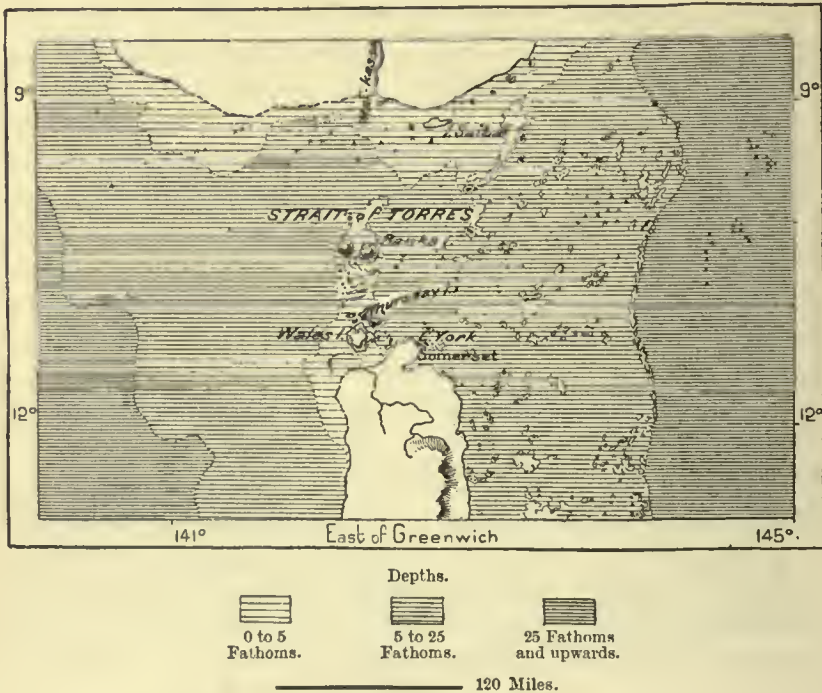 9° 9°
STRAIT of TORRES
Banks I.
Thursday I.
Wales I. C. York
Somerset
12° 12°
141° East of Greenwich 145°.
Depths.
0 to 5 Fathoms.
5 to 25 Fathoms.
25 Fathoms and upwards.
120 Miles.